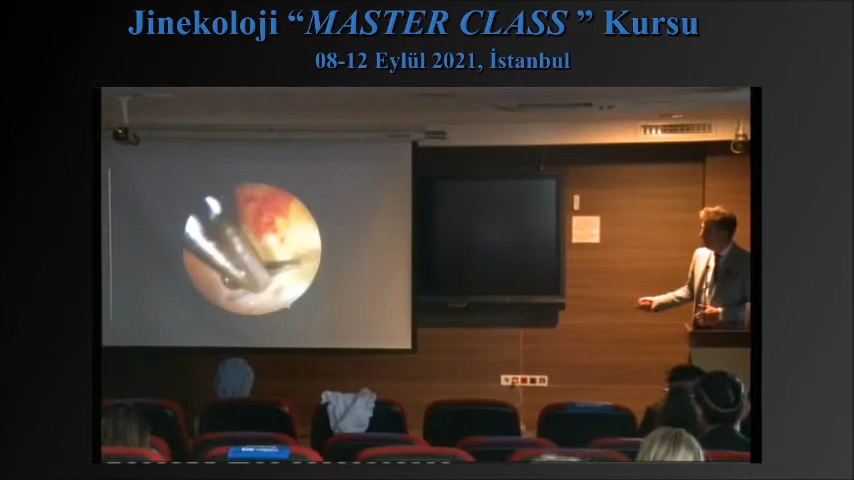 Jinekoloji “MASTER CLASS ” Kursu
08-12 Eylül 2021, İstanbul